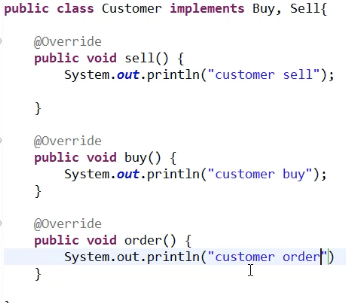 public class Customer implements Buy, Sell{
@Override
public void sell() {
System.out.println("customer sell");
}
@Override
public void buy() {
System.out.println("customer buy");
}
@Override
public void order() {
System.out.println("customer order")
}
}